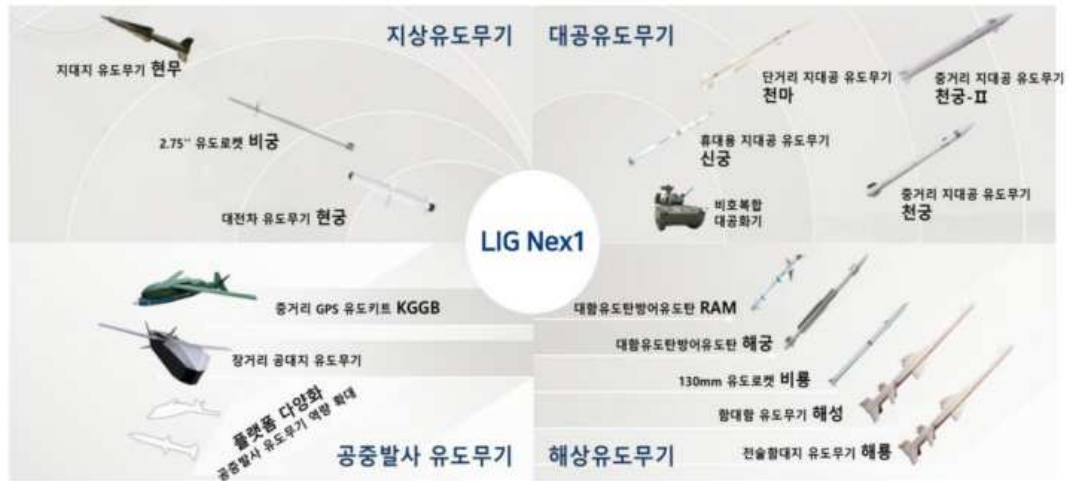 지상유도무기
지대지 유도무기 현무
2.75'' 유도로켓 비궁
대전차 유도무기 현궁
대공유도무기
단거리 지대공 유도무기
천마
중거리 지대공 유도무기
천궁-II
휴대용 지대공 유도무기
신궁
비호복합
대공화기
중거리 지대공 유도무기
천궁
LIG Nex1
중거리 GPS 유도키트 KGGB
장거리 공대지 유도무기
플랫폼 다양화
공중발사 유도무기 역량 확대
공중발사 유도무기
대함유도탄방어유도탄 RAM
대함유도탄방어유도탄 해궁
130mm 유도로켓 비룡
함대함 유도무기 해성
전술함대지 유도무기 해룡
해상유도무기